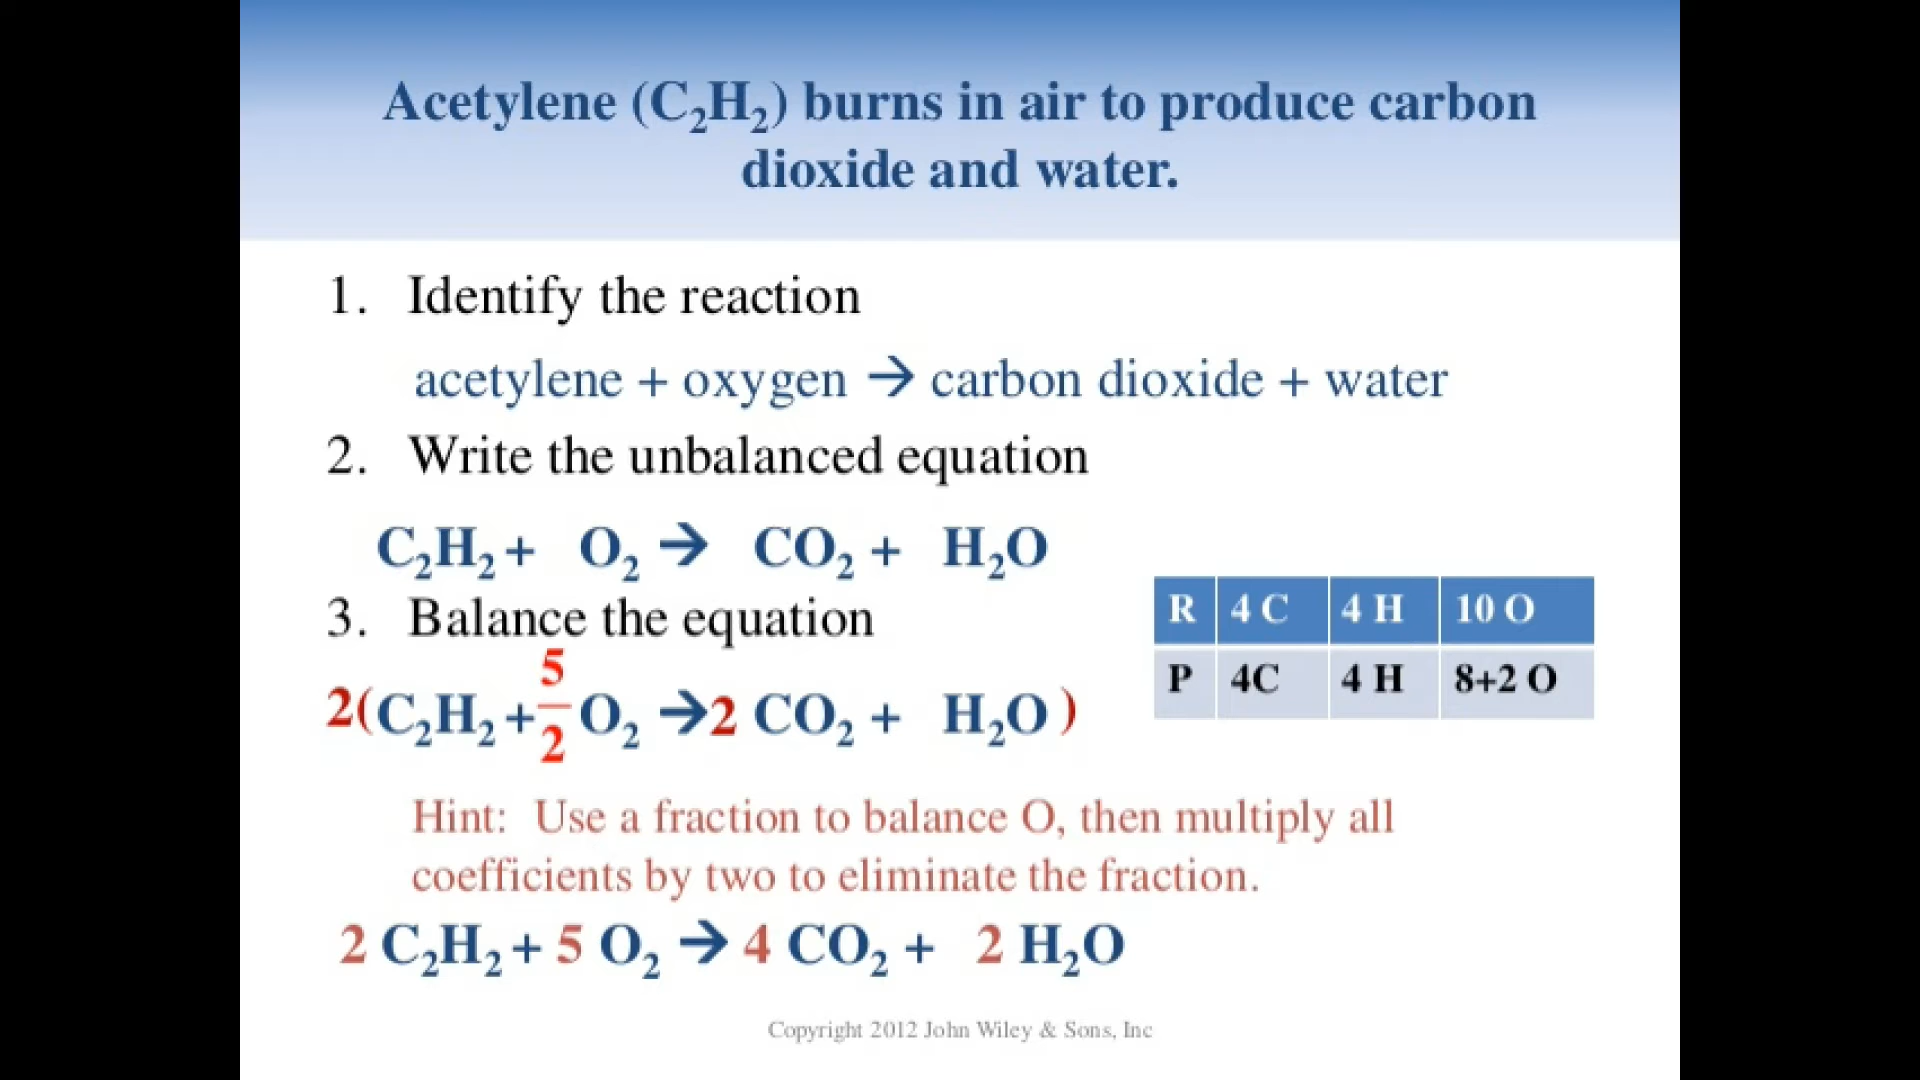 Acetylene (C₂H₂) burns in air to produce carbon
dioxide and water.
1. Identify the reaction
acetylene + oxygen → carbon dioxide + water
2. Write the unbalanced equation
C₂H₂ + O₂ → CO₂ + H₂O
3. Balance the equation
2(C₂H₂ + 5/2 O₂ → 2 CO₂ + H₂O)
R 4 C 4 H 10 O
P 4C 4 H 8+2 O
Hint: Use a fraction to balance O, then multiply all
coefficients by two to eliminate the fraction.
2 C₂H₂ + 5 O₂ → 4 CO₂ + 2 H₂O
Copyright 2012 John Wiley & Sons, Inc